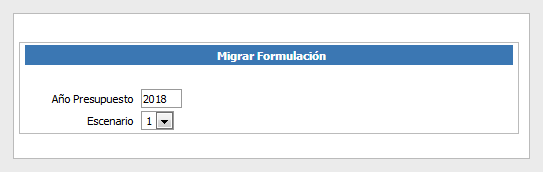 Migrar Formulación
Año Presupuesto 2018
Escenario 1